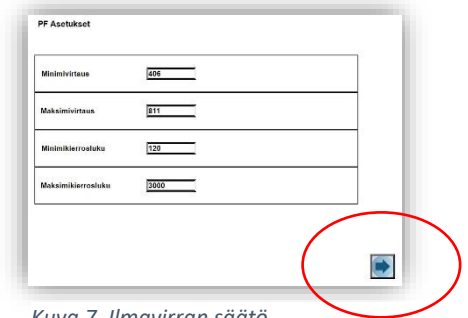 PF Asetukset
Minimivirtaus 406
Maksimivirtaus 811
Minimikierrosluku 120
Maksimikierrosluku 3000
Kuva 7. Ilmavirran säätö